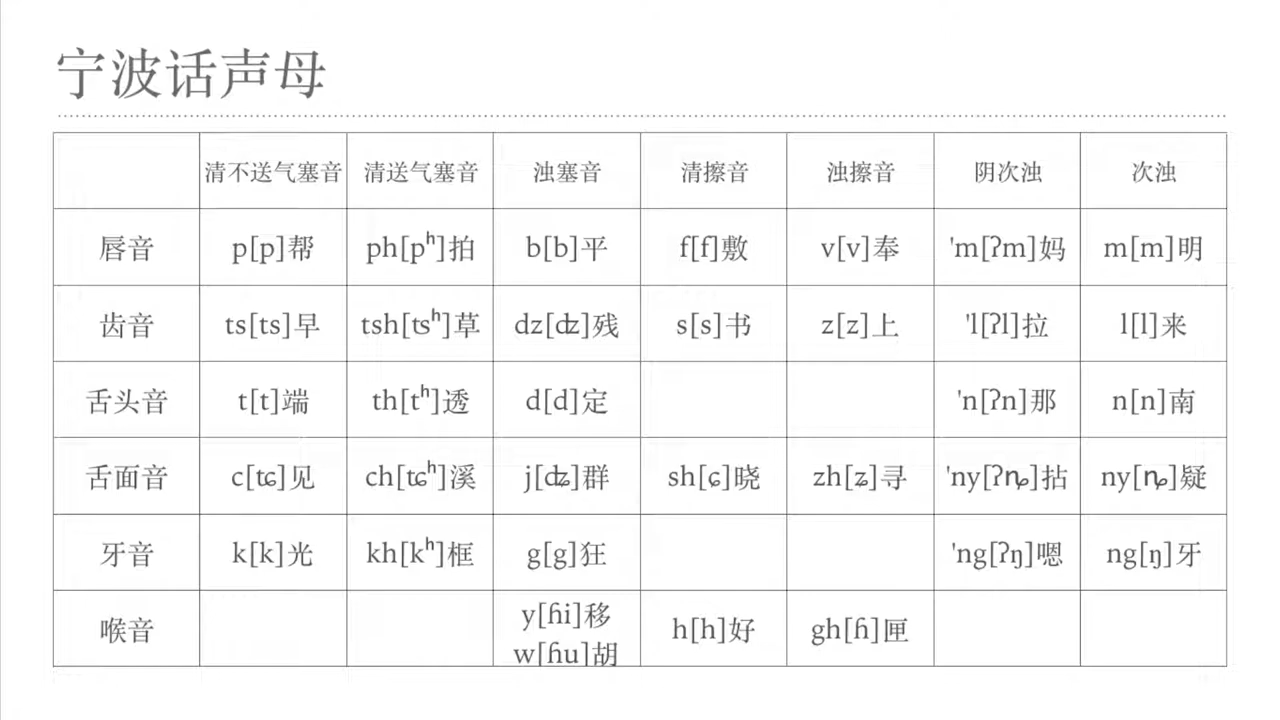 宁波话声母
清不送气塞音 清送气塞音 浊塞音 清擦音 浊擦音 阴次浊 次浊
唇音 p[p]帮 ph[pʰ]拍 b[b]平 f[f]敷 v[v]奉 'm[ʔm]妈 m[m]明
齿音 ts[ts]早 tsh[tsʰ]草 dz[ʣ]残 s[s]书 z[z]上 'l[ʔl]拉 l[l]来
舌头音 t[t]端 th[tʰ]透 d[d]定 'n[ʔn]那 n[n]南
舌面音 c[ʨ]见 ch[ʨʰ]溪 j[ʥ]群 sh[ɕ]晓 zh[ʑ]寻 'ny[ʔȵ]拈 ny[ȵ]疑
牙音 k[k]光 kh[kʰ]框 g[g]狂 'ng[ʔŋ]嗯 ng[ŋ]牙
喉音 y[ɦi]移 h[h]好 gh[ɦ]匣
w[ɦu]胡